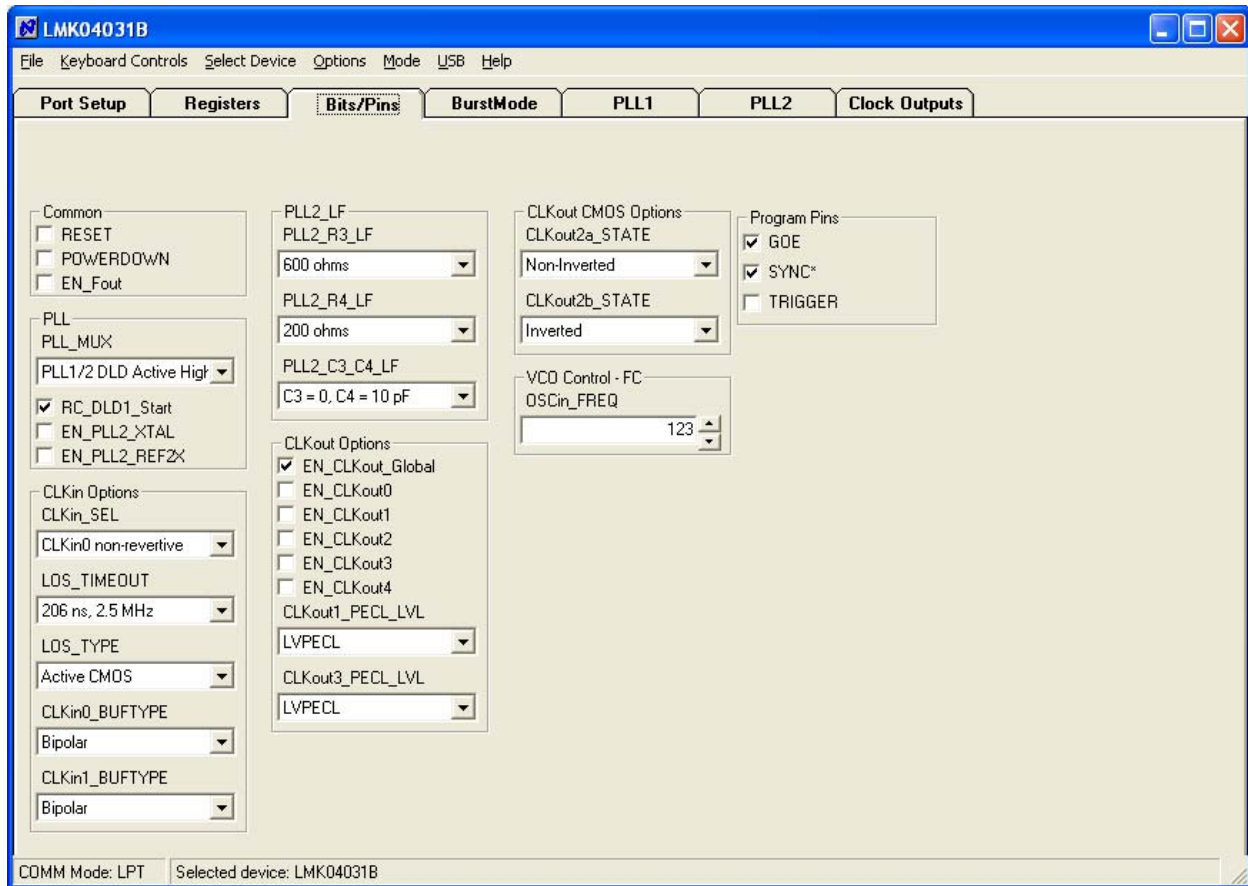 LMK04031B
File Keyboard Controls Select Device Options Mode USB Help
Port Setup Registers Bits/Pins BurstMode PLL1 PLL2 Clock Outputs
Common
RESET
POWERDOWN
EN_Fout
PLL
PLL_MUX
PLL1/2 DLD Active High
RC_DLD1_Start
EN_PLL2_XTAL
EN_PLL2_REF2X
CLKin Options
CLKin_SEL
CLKin0 non-revertive
LOS_TIMEOUT
206 ns, 2.5 MHz
LOS_TYPE
Active CMOS
CLKin0_BUFTYPE
Bipolar
CLKin1_BUFTYPE
Bipolar
PLL2_LF
PLL2_R3_LF
600 ohms
PLL2_R4_LF
200 ohms
PLL2_C3_C4_LF
C3 = 0, C4 = 10 pF
CLKout Options
EN_CLKout_Global
EN_CLKout0
EN_CLKout1
EN_CLKout2
EN_CLKout3
EN_CLKout4
CLKout1_PECL_LVL
LVPECL
CLKout3_PECL_LVL
LVPECL
CLKout CMOS Options
CLKout2a_STATE
Non-Inverted
CLKout2b_STATE
Inverted
VCO Control - FC
OSCin_FREQ
123
Program Pins
GOE
SYNC*
TRIGGER
COMM Mode: LPT Selected device: LMK04031B